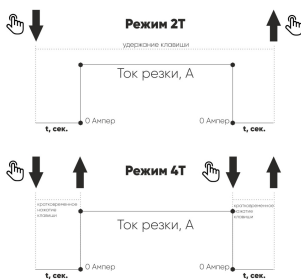 Режим 2Т
удержание клавиши
Ток резки, А
0 Ампер
0 Ампер
t, сек.
t, сек.
Режим 4Т
кратковременное
нажатие
клавиши
кратковременное
нажатие
клавиши
Ток резки, А
0 Ампер
0 Ампер
t, сек.
t, сек.